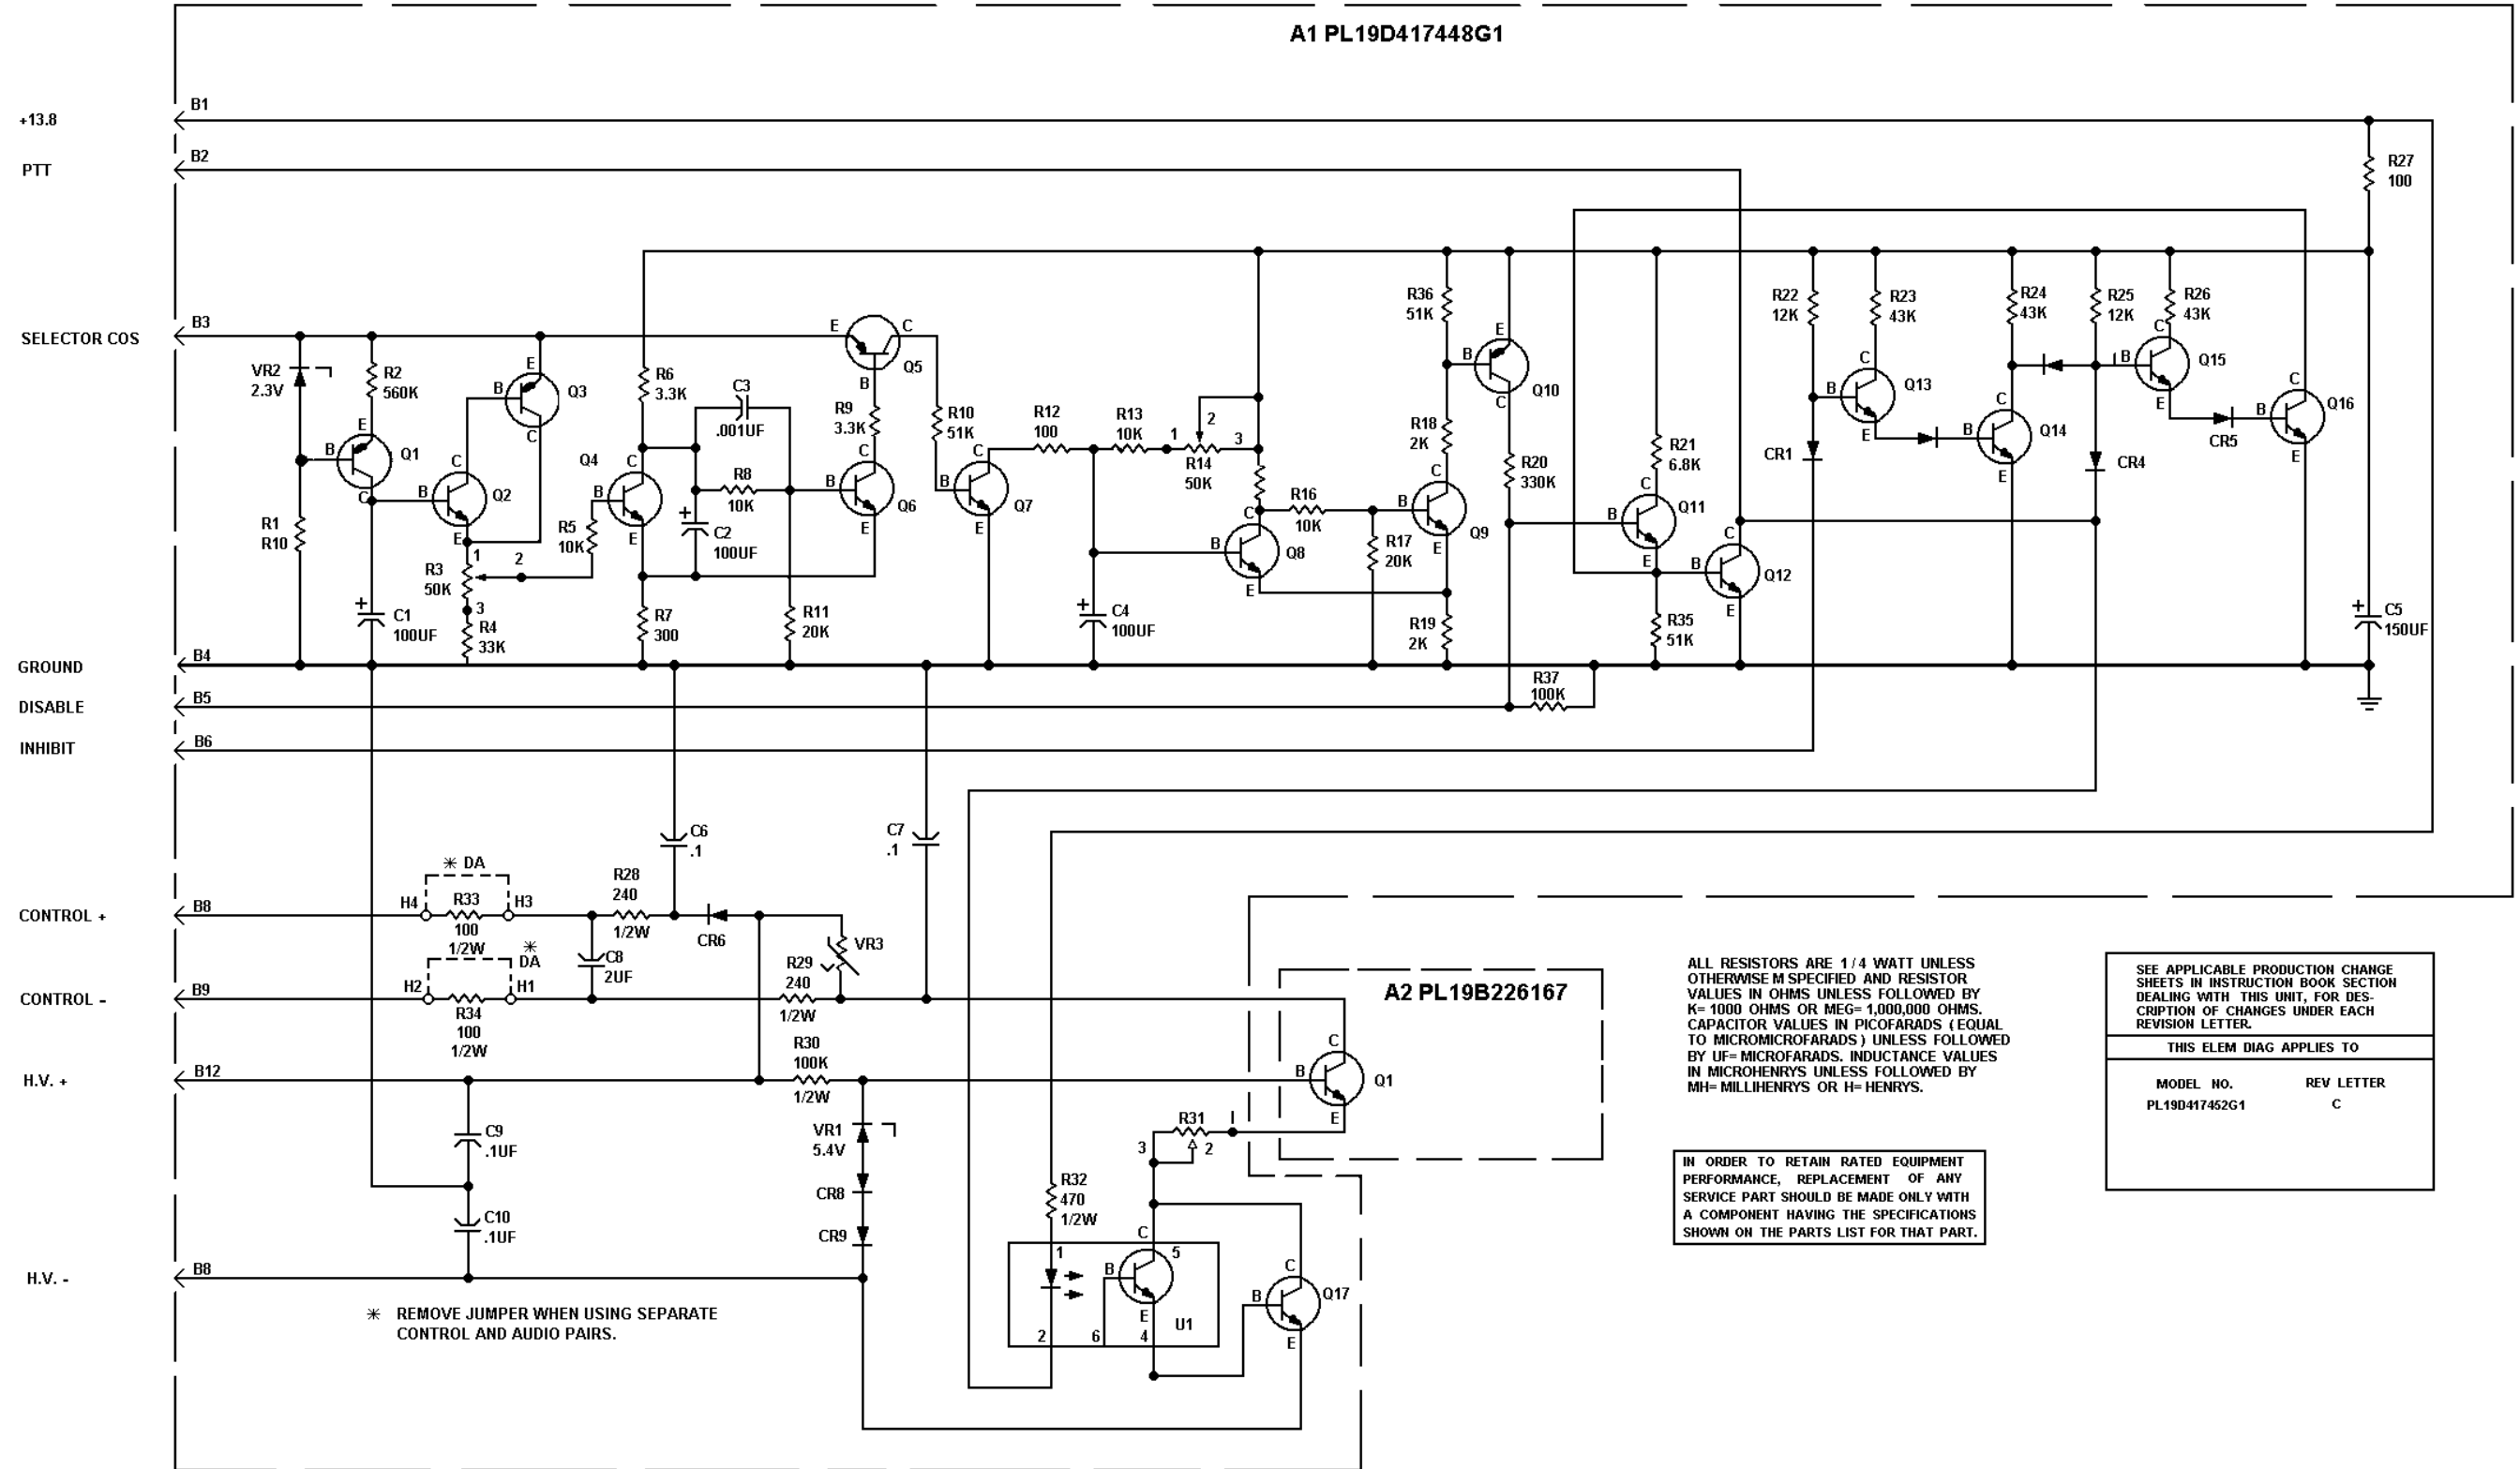 A1 PL19D417448G1
+13.8
B1
PTT
B2
R27
100
SELECTOR COS
B3
VR2
2.3V
R2
560K
E
B
Q1
C
R1
R10
C1
100UF
+
B
C
Q2
E
E
B
Q3
C
1
2
3
R3
50K
R4
33K
R5
10K
Q4
B
C
E
R6
3.3K
R7
300
C3
.001UF
R8
10K
+
C2
100UF
R11
20K
E
C
Q5
B
R9
3.3K
C
B
Q6
E
R10
51K
C
B
Q7
E
R12
100
R13
10K
1
2
3
R14
50K
+
C4
100UF
C
B
Q8
E
R16
10K
R17
20K
R36
51K
R18
2K
C
B
Q9
E
R19
2K
E
B
Q10
C
R20
330K
R21
6.8K
C
B
Q11
E
R35
51K
C
B
Q12
E
R22
12K
CR1
R23
43K
C
B
Q13
E
R24
43K
C
B
Q14
E
R25
12K
CR4
R26
43K
C
B
Q15
E
CR5
C
B
Q16
E
+
C5
150UF
GROUND
B4
DISABLE
B5
R37
100K
INHIBIT
B6
C6
.1
C7
.1
CONTROL +
B8
✳ DA
H4
R33
H3
100
1/2W
R28
240
1/2W
CR6
VR3
✳
DA
C8
2UF
CONTROL -
B9
H2
H1
R34
100
1/2W
R29
240
1/2W
A2 PL19B226167
C
B
Q1
E
H.V. +
B12
R30
100K
1/2W
C9
.1UF
C10
.1UF
VR1
5.4V
CR8
CR9
R31
1
2
3
R32
470
1/2W
1
2
C
5
B
E
6
4
U1
C
B
Q17
E
H.V. -
B8
✳ REMOVE JUMPER WHEN USING SEPARATE
CONTROL AND AUDIO PAIRS.
ALL RESISTORS ARE 1/4 WATT UNLESS
OTHERWISE M SPECIFIED AND RESISTOR
VALUES IN OHMS UNLESS FOLLOWED BY
K= 1000 OHMS OR MEG= 1,000,000 OHMS.
CAPACITOR VALUES IN PICOFARADS (EQUAL
TO MICROMICROFARADS) UNLESS FOLLOWED
BY UF= MICROFARADS. INDUCTANCE VALUES
IN MICROHENRYS UNLESS FOLLOWED BY
MH= MILLIHENRYS OR H= HENRYS.
IN ORDER TO RETAIN RATED EQUIPMENT
PERFORMANCE, REPLACEMENT OF ANY
SERVICE PART SHOULD BE MADE ONLY WITH
A COMPONENT HAVING THE SPECIFICATIONS
SHOWN ON THE PARTS LIST FOR THAT PART.
SEE APPLICABLE PRODUCTION CHANGE
SHEETS IN INSTRUCTION BOOK SECTION
DEALING WITH THIS UNIT, FOR DES-
CRIPTION OF CHANGES UNDER EACH
REVISION LETTER.
THIS ELEM DIAG APPLIES TO
MODEL NO. REV LETTER
PL19D417452G1 C